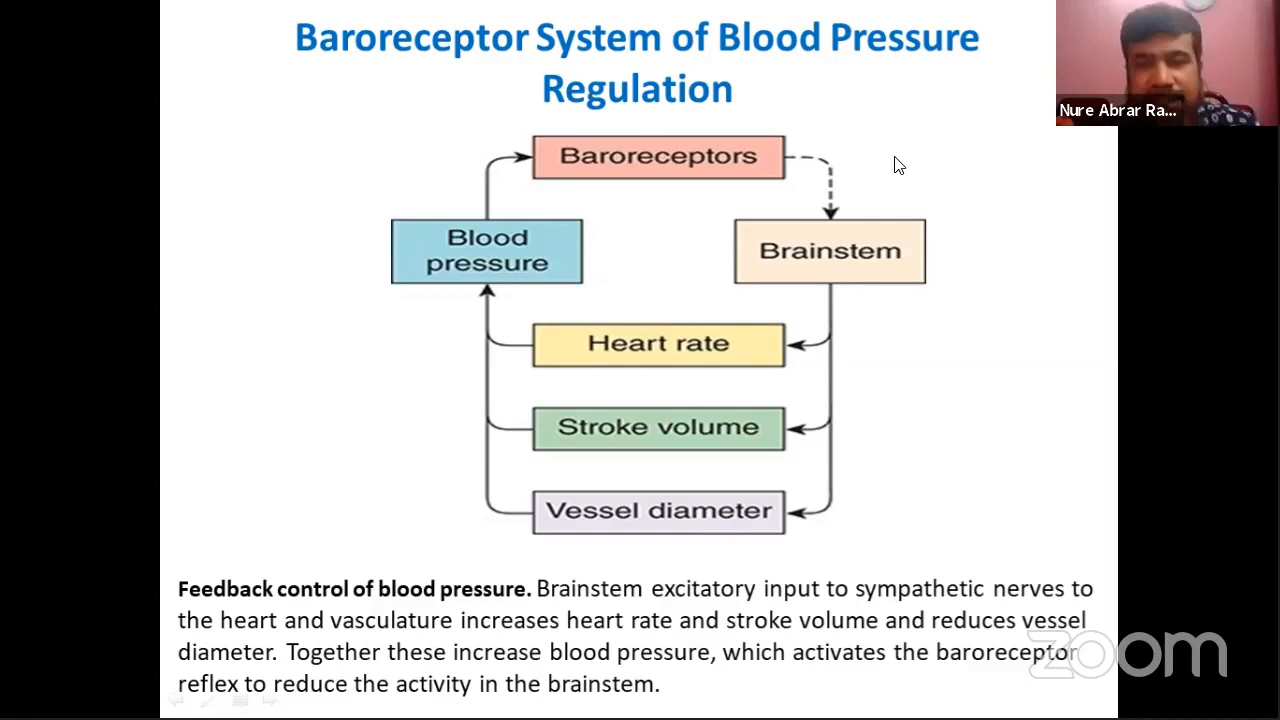 Baroreceptor System of Blood Pressure
Regulation
Nure Abrar Ra...
Baroreceptors
Blood
pressure
Brainstem
Heart rate
Stroke volume
Vessel diameter
Feedback control of blood pressure. Brainstem excitatory input to sympathetic nerves to
the heart and vasculature increases heart rate and stroke volume and reduces vessel
diameter. Together these increase blood pressure, which activates the baroreceptor
reflex to reduce the activity in the brainstem.
zoom